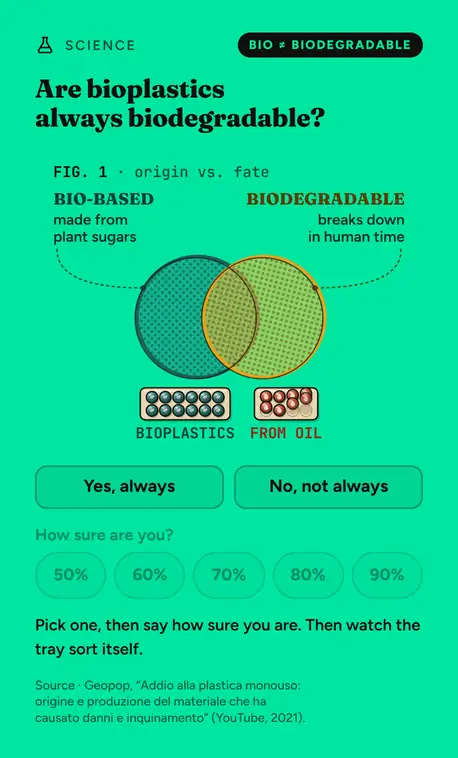 SCIENCE
BIO ≠ BIODEGRADABLE
Are bioplastics
always biodegradable?
FIG. 1 · origin vs. fate
BIO-BASED
made from
plant sugars
BIODEGRADABLE
breaks down
in human time
BIOPLASTICS
FROM OIL
Yes, always
No, not always
How sure are you?
50%
60%
70%
80%
90%
Pick one, then say how sure you are. Then watch the
tray sort itself.
Source · Geopop, “Addio alla plastica monouso:
origine e produzione del materiale che ha
causato danni e inquinamento” (YouTube, 2021).